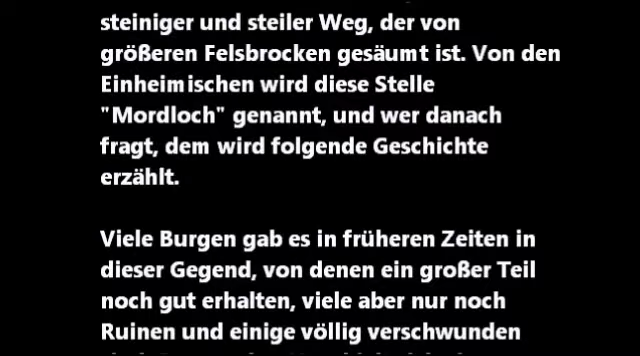 steiniger und steiler Weg, der von
größeren Felsbrocken gesäumt ist. Von den
Einheimischen wird diese Stelle
"Mordloch" genannt, und wer danach
fragt, dem wird folgende Geschichte
erzählt.
Viele Burgen gab es in früheren Zeiten in
dieser Gegend, von denen ein großer Teil
noch gut erhalten, viele aber nur noch
Ruinen und einige völlig verschwunden